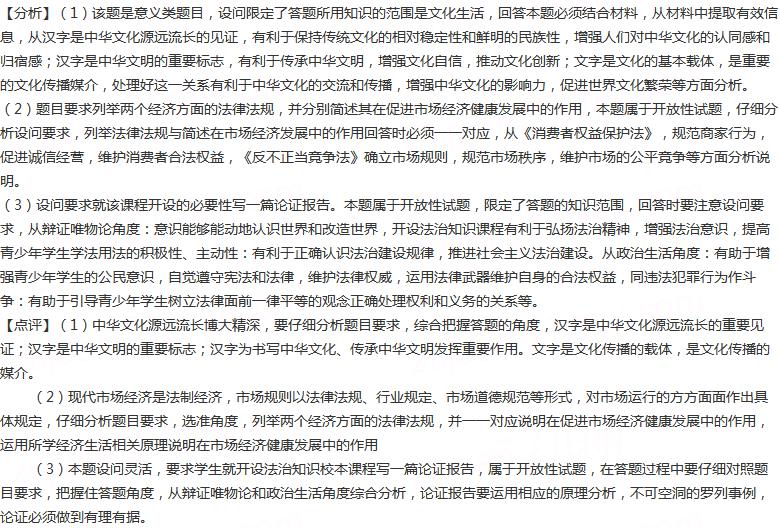 【分析】（1）该题是意义类题目，设问限定了答题所用知识的范围是文化生活，回答本题必须结合材料，从材料中提取有效信
息，从汉字是中华文化源远流长的见证，有利于保持传统文化的相对稳定性和鲜明的民族性，增强人们对中华文化的认同感和
归宿感；汉字是中华文明的重要标志，有利于传承中华文明，增强文化自信，推动文化创新；文字是文化的基本载体，是重要
的文化传播媒介，处理好这一关系有利于中华文化的交流和传播，增强中华文化的影响力，促进世界文化繁荣等方面分析。
（2）题目要求列举两个经济方面的法律法规，并分别简述其在促进市场经济健康发展中的作用，本题属于开放性试题，仔细分
析设问要求，列举法律法规与简述在市场经济发展中的作用回答时必须一一对应，从《消费者权益保护法》，规范商家行为，
促进诚信经营，维护消费者合法权益，《反不正当竟争法》确立市场规则，规范市场秩序，维护市场的公平竟争等方面分析说
明。
（3）设问要求就该课程开设的必要性写一篇论证报告。本题属于开放性试题，限定了答题的知识范围，回答时要注意设问要
求，从辩证唯物论角度：意识能够能动地认识世界和改造世界，开设法治知识课程有利于弘扬法治精神，增强法治意识，提高
青少年学生学法用法的积极性、主动性：有利于正确认识法治建设规律，推进社会主义法治建设。从政治生活角度：有助于增
强青少年学生的公民意识，自觉遵守宪法和法律，维护法律权威，运用法律武器维护自身的合法权益，同违法犯罪行为作斗
争：有助于引导青少年学生树立法律面前一律平等的观念正确处理权利和义务的关系等。
【点评】（1）中华文化源远流长博大精深，要仔细分析题目要求，综合把握答题的角度，汉字是中华文化源远流长的重要见
证；汉字是中华文明的重要标志；汉字为书写中华文化、传承中华文明发挥重要作用。文字是文化传播的载体，是文化传播的
媒介。
（2）现代市场经济是法制经济，市场规则以法律法规、行业规定、市场道德规范等形式，对市场运行的方方面面作出具
体规定，仔细分析题目要求，选准角度，列举两个经济方面的法律法规，并一一对应说明在促进市场经济健康发展中的作用，
运用所学经济生活相关原理说明在市场经济健康发展中的作用
（3）本题设问灵活，要求学生就开设法治知识校本课程写一篇论证报告，属于开放性试题，在答题过程中要仔细对照题
目要求，把握住答题角度，从辩证唯物论和政治生活角度综合分析，论证报告要运用相应的原理分析，不可空洞的罗列事例，
论证必须做到有理有据。